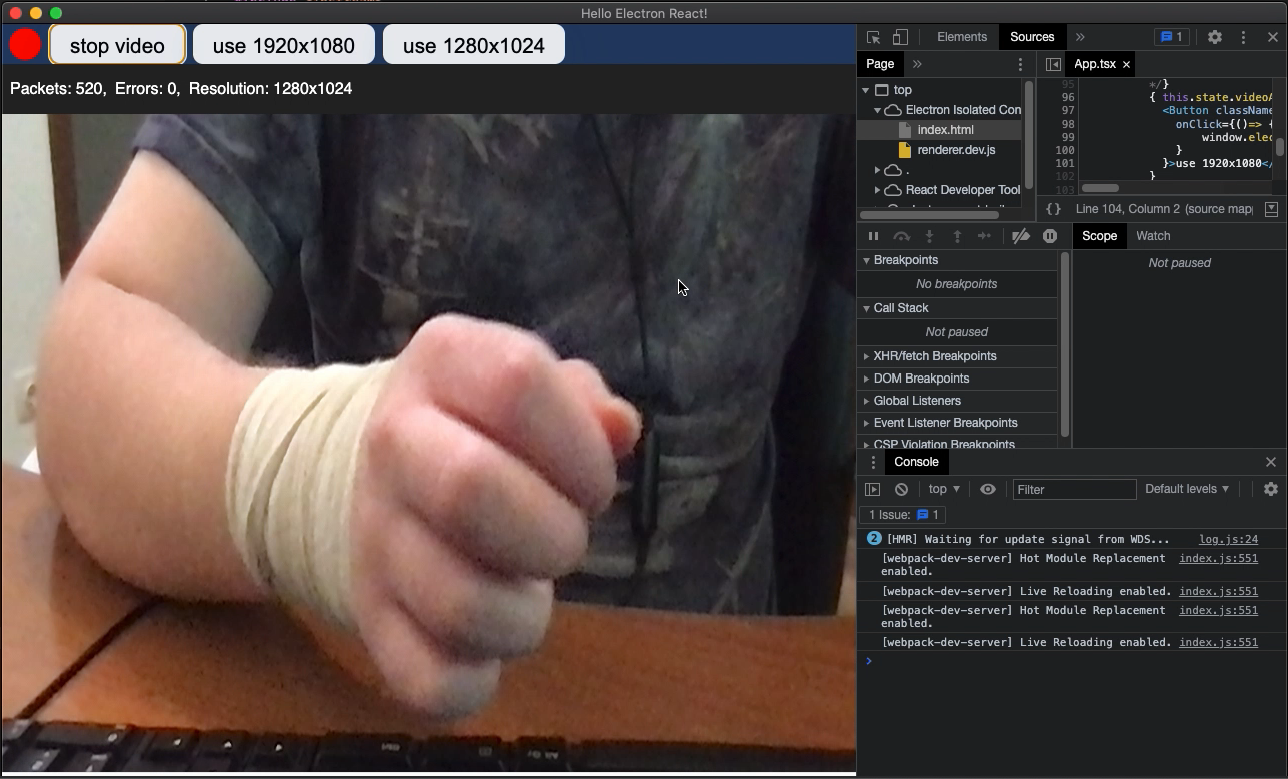 Hello Electron React!
stop video
use 1920x1080
use 1280x1024
Packets: 520, Errors: 0, Resolution: 1280x1024
Elements
Sources
1
Page
App.tsx
top
Electron Isolated Con
index.html
renderer.dev.js
.
React Developer Tool
95 */}
96 { this.state.videoA
97 <Button className
98 onClick={()=> {
99 window.elec
100 }
101 }>use 1920x1080</
102 }
103
{} Line 104, Column 2 (source map
Scope
Watch
Not paused
Breakpoints
No breakpoints
Call Stack
Not paused
XHR/fetch Breakpoints
DOM Breakpoints
Global Listeners
Event Listener Breakpoints
CSP Violation Breakpoints
Console
top
Filter
Default levels
1 Issue: 1
2 [HMR] Waiting for update signal from WDS... log.js:24
[webpack-dev-server] Hot Module Replacement index.js:551
enabled.
[webpack-dev-server] Live Reloading enabled. index.js:551
[webpack-dev-server] Hot Module Replacement index.js:551
enabled.
[webpack-dev-server] Live Reloading enabled. index.js:551